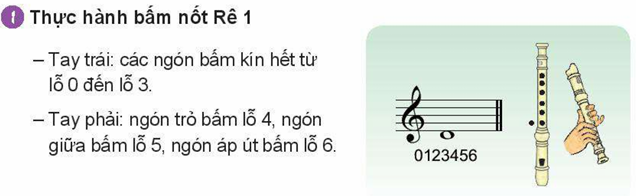 1 Thực hành bấm nốt Rê 1
– Tay trái: các ngón bấm kín hết từ
lỗ 0 đến lỗ 3.
– Tay phải: ngón trỏ bấm lỗ 4, ngón
giữa bấm lỗ 5, ngón áp út bấm lỗ 6.
0123456